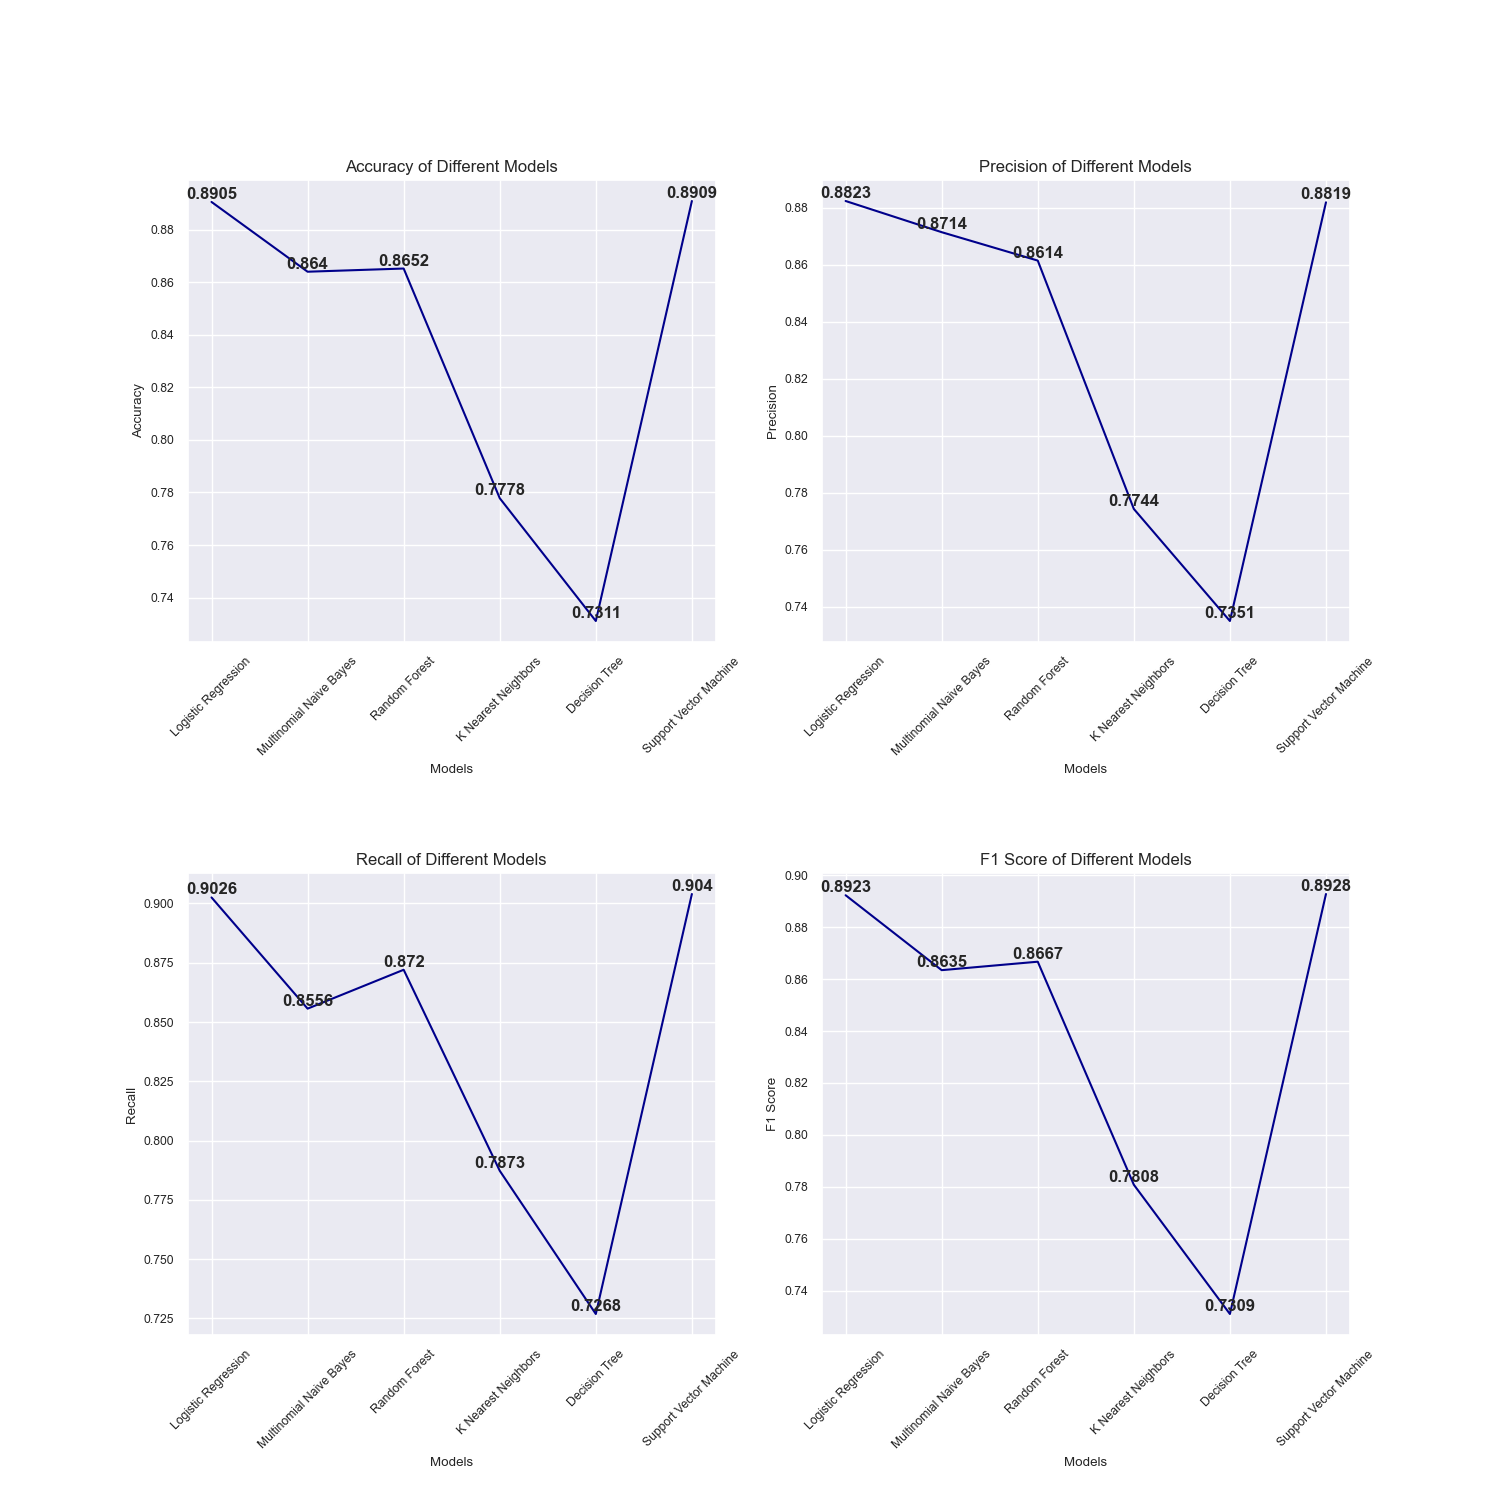 Accuracy of Different Models
0.8905
0.864
0.8652
0.7778
0.7311
0.8909
0.88
0.86
0.84
0.82
0.80
0.78
0.76
0.74
Accuracy
Logistic Regression
Multinomial Naive Bayes
Random Forest
K Nearest Neighbors
Decision Tree
Support Vector Machine
Models
Precision of Different Models
0.8823
0.8714
0.8614
0.7744
0.7351
0.8819
0.88
0.86
0.84
0.82
0.80
0.78
0.76
0.74
Precision
Logistic Regression
Multinomial Naive Bayes
Random Forest
K Nearest Neighbors
Decision Tree
Support Vector Machine
Models
Recall of Different Models
0.9026
0.8556
0.872
0.7873
0.7268
0.904
0.900
0.875
0.850
0.825
0.800
0.775
0.750
0.725
Recall
Logistic Regression
Multinomial Naive Bayes
Random Forest
K Nearest Neighbors
Decision Tree
Support Vector Machine
Models
F1 Score of Different Models
0.8923
0.8635
0.8667
0.7808
0.7309
0.8928
0.90
0.88
0.86
0.84
0.82
0.80
0.78
0.76
0.74
F1 Score
Logistic Regression
Multinomial Naive Bayes
Random Forest
K Nearest Neighbors
Decision Tree
Support Vector Machine
Models